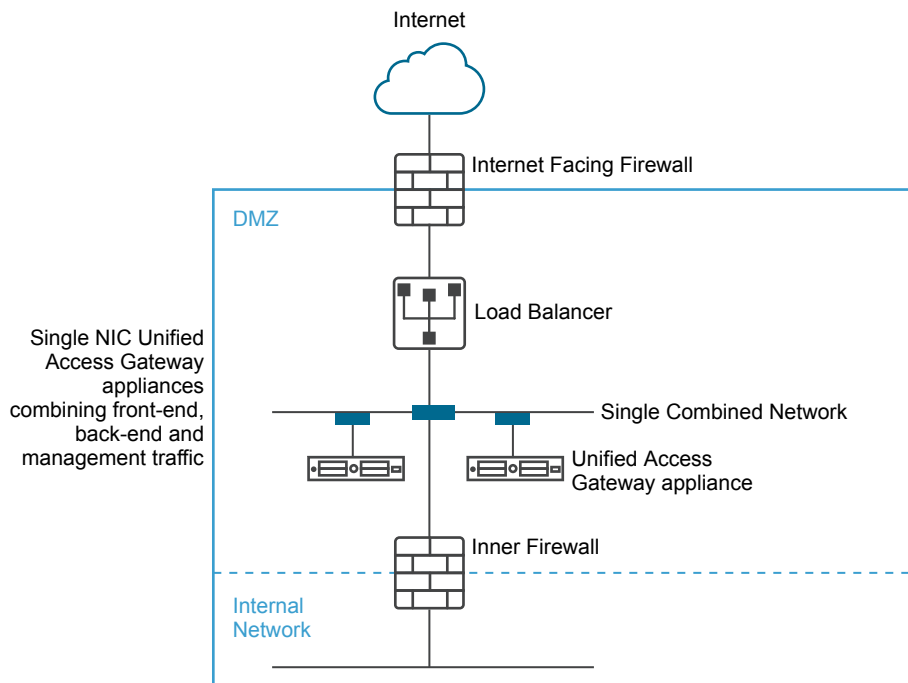 Internet
Internet Facing Firewall
DMZ
Load Balancer
Single NIC Unified
Access Gateway
appliances
combining front-end,
back-end and
management traffic
Single Combined Network
Unified Access
Gateway appliance
Inner Firewall
Internal
Network